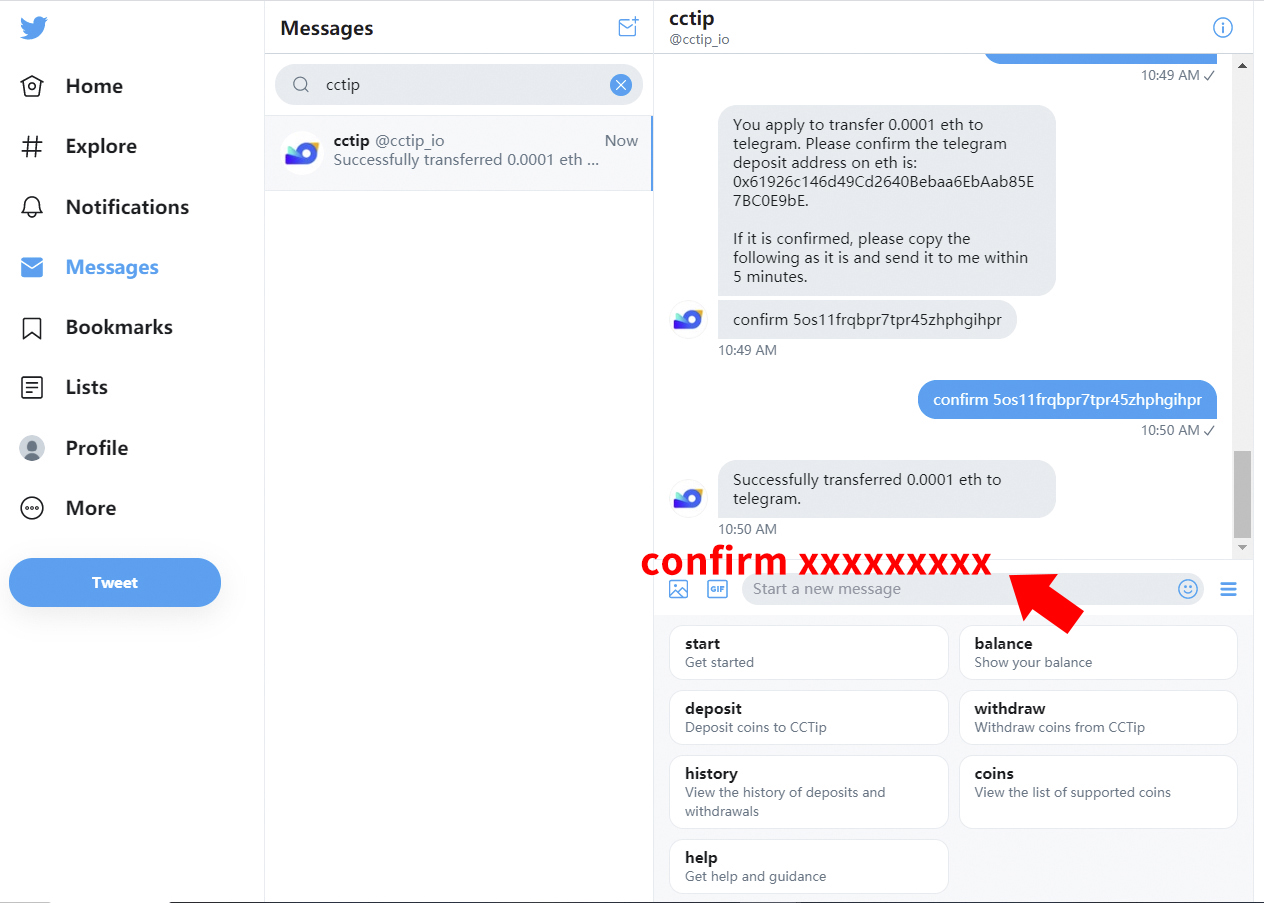 Home
Explore
Notifications
Messages
Bookmarks
Lists
Profile
More
Tweet
Messages
cctip
cctip @cctip_io Now
Successfully transferred 0.0001 eth ...
cctip
@cctip_io
10:49 AM
You apply to transfer 0.0001 eth to
telegram. Please confirm the telegram
deposit address on eth is:
0x61926c146d49Cd2640Bebaa6EbAab85E
7BC0E9bE.
If it is confirmed, please copy the
following as it is and send it to me within
5 minutes.
confirm 5os11frqbpr7tpr45zhphgihpr
10:49 AM
confirm 5os11frqbpr7tpr45zhphgihpr
10:50 AM
Successfully transferred 0.0001 eth to
telegram.
10:50 AM
confirm xxxxxxxxx
GIF
Start a new message
start
Get started
balance
Show your balance
deposit
Deposit coins to CCTip
withdraw
Withdraw coins from CCTip
history
View the history of deposits and
withdrawals
coins
View the list of supported coins
help
Get help and guidance